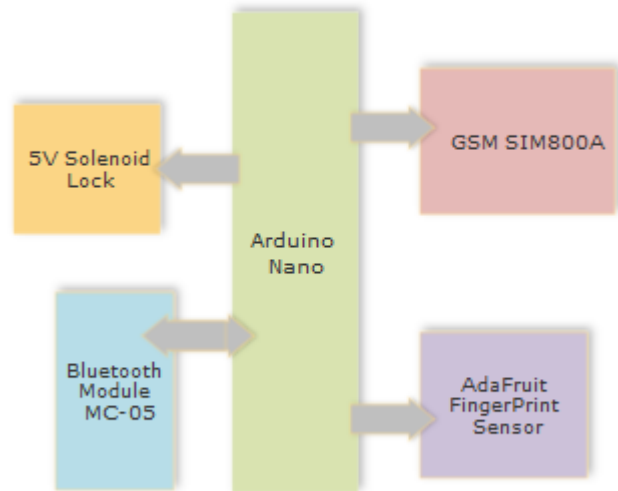 5V Solenoid
Lock
Arduino
Nano
GSM SIM800A
Bluetooth
Module
MC-05
AdaFruit
FingerPrint
Sensor